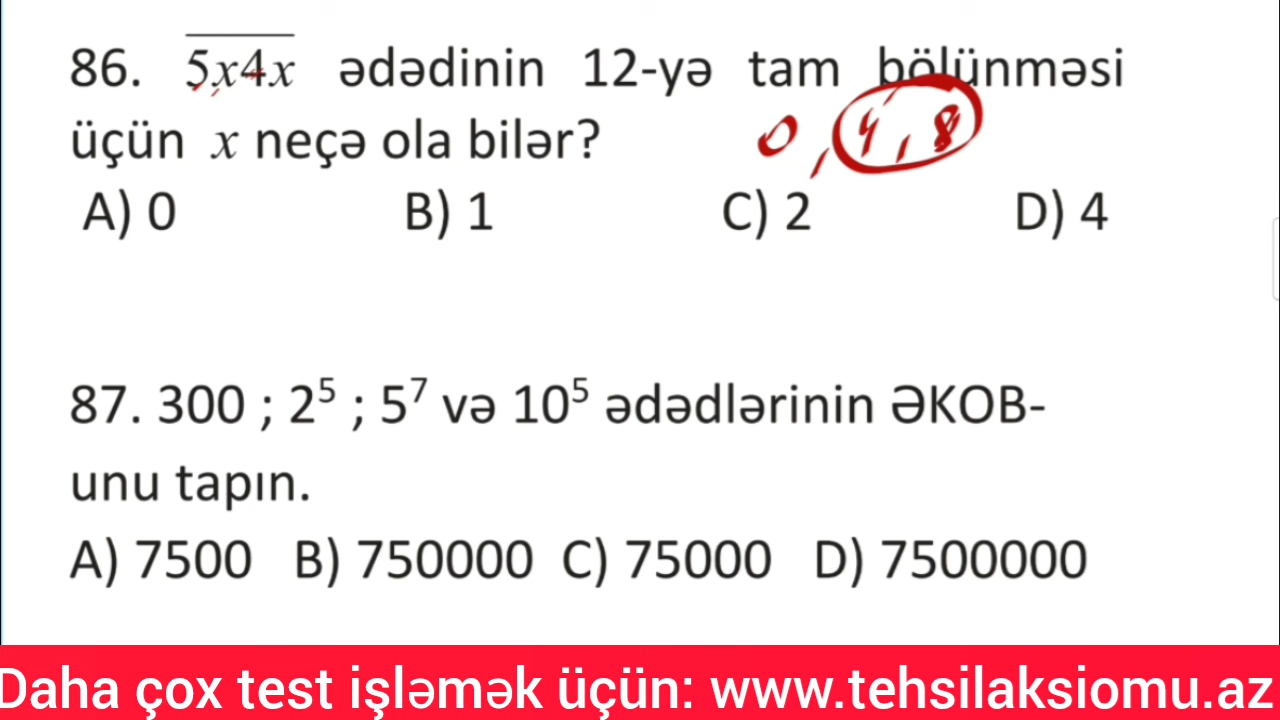 86. 5x4x ədədinin 12-yə tam bölünməsi
üçün x neçə ola bilər? 0, 4, 8
A) 0 B) 1 C) 2 D) 4
87. 300 ; 2⁵ ; 5⁷ və 10⁵ ədədlərinin ƏKOB-
unu tapın.
A) 7500 B) 750000 C) 75000 D) 7500000
Daha çox test işləmək üçün: www.tehsilaksiomu.az